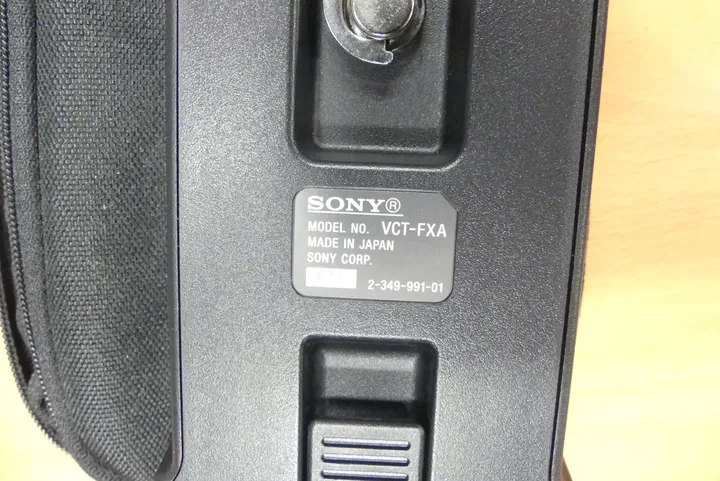 SONY®
MODEL NO. VCT-FXA
MADE IN JAPAN
SONY CORP.
2-349-991-01